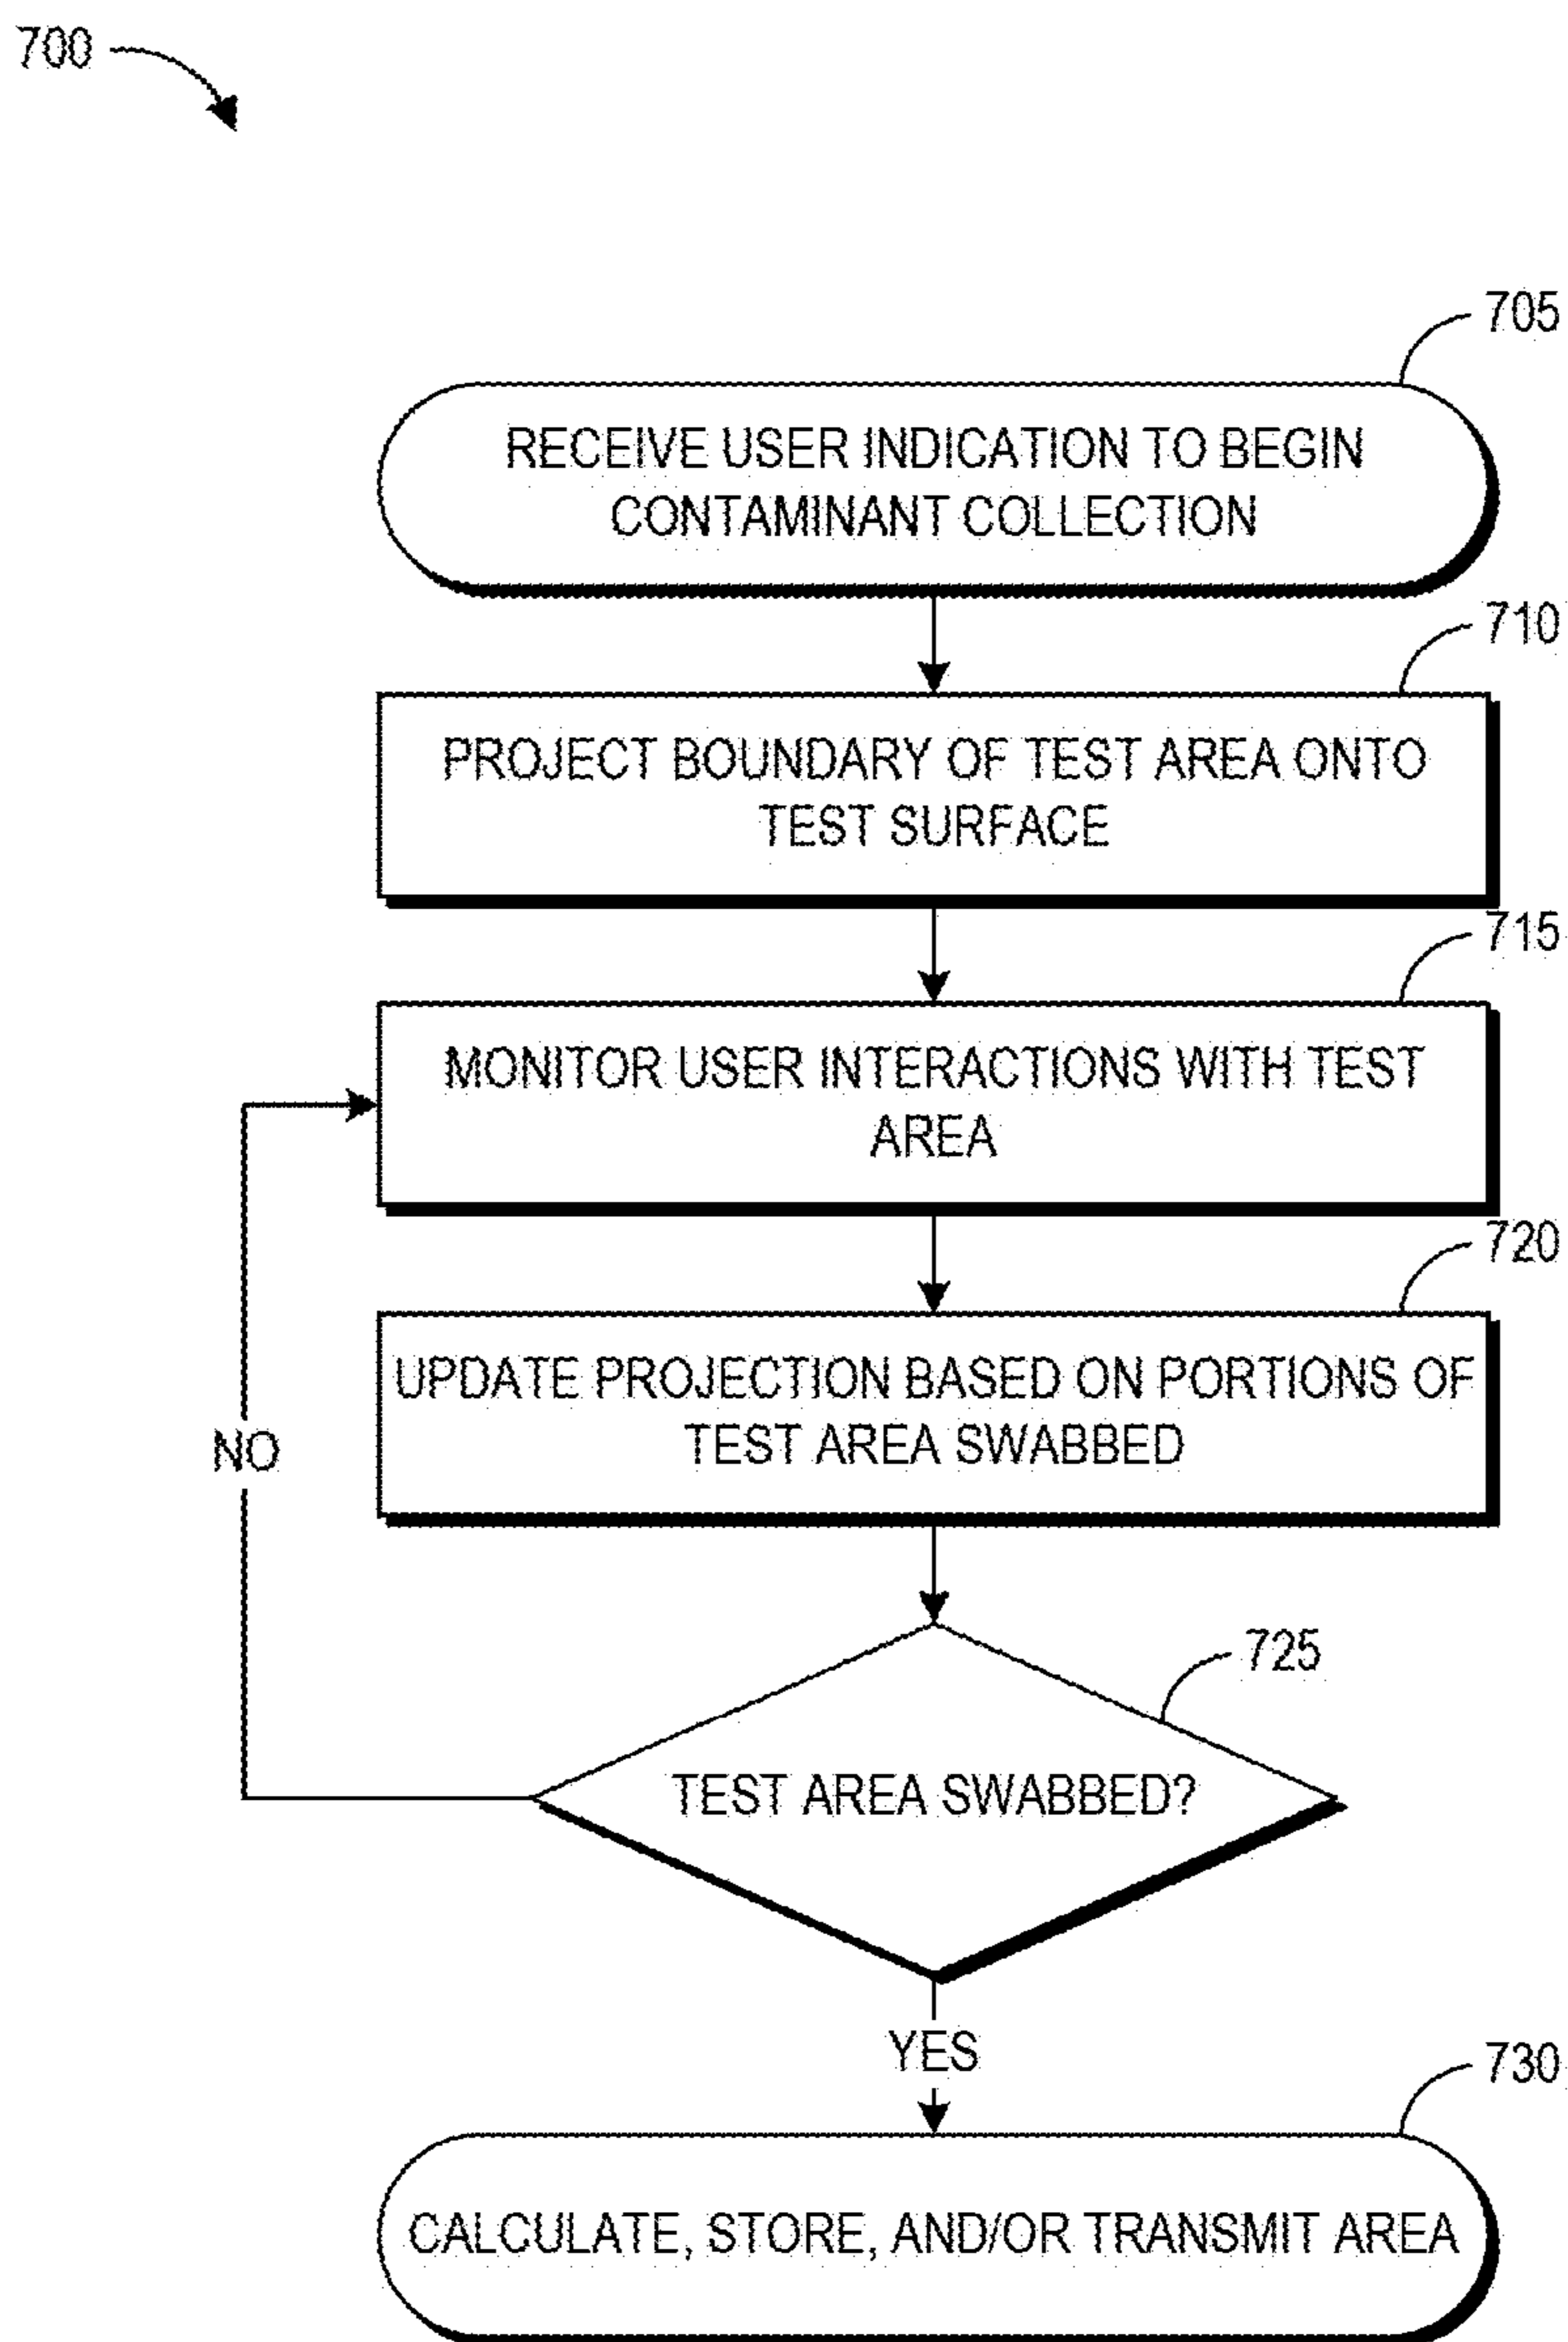 700
705
RECEIVE USER INDICATION TO BEGIN
CONTAMINANT COLLECTION
710
PROJECT BOUNDARY OF TEST AREA ONTO
TEST SURFACE
715
MONITOR USER INTERACTIONS WITH TEST
AREA
720
UPDATE PROJECTION BASED ON PORTIONS OF
TEST AREA SWABBED
NO
725
TEST AREA SWABBED?
YES
730
CALCULATE, STORE, AND/OR TRANSMIT AREA